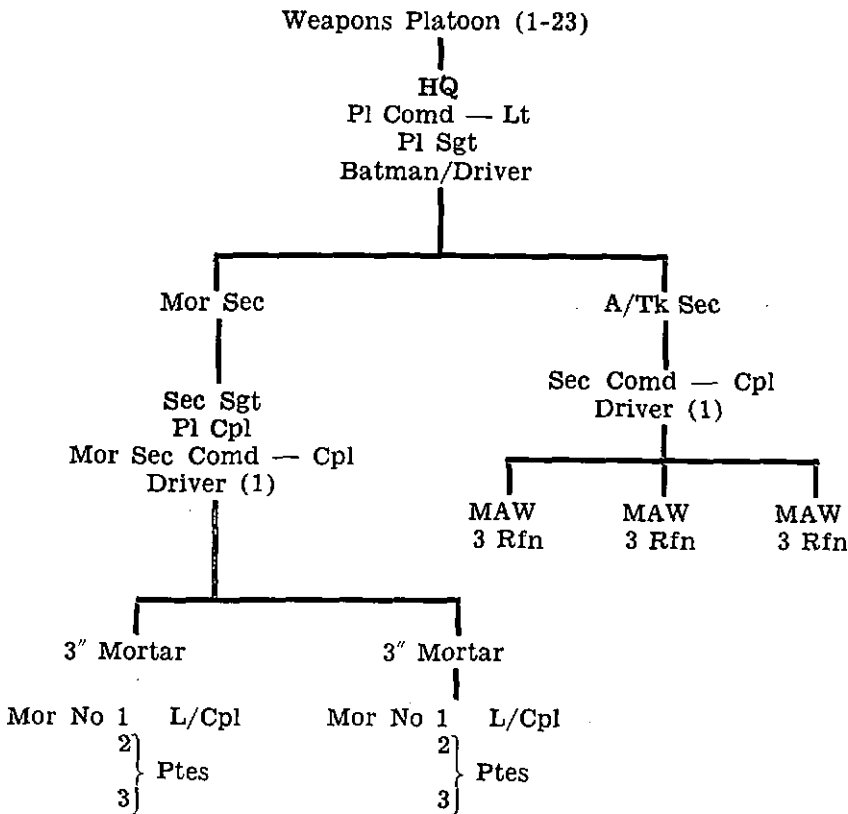 Weapons Platoon (1-23)
HQ
Pl Comd — Lt
Pl Sgt
Batman/Driver
Mor Sec
A/Tk Sec
Sec Sgt
Pl Cpl
Mor Sec Comd — Cpl
Driver (1)
Sec Comd — Cpl
Driver (1)
MAW
3 Rfn
MAW
3 Rfn
MAW
3 Rfn
3″ Mortar
3″ Mortar
Mor No 1 L/Cpl
2
3 } Ptes
Mor No 1 L/Cpl
2
3 } Ptes